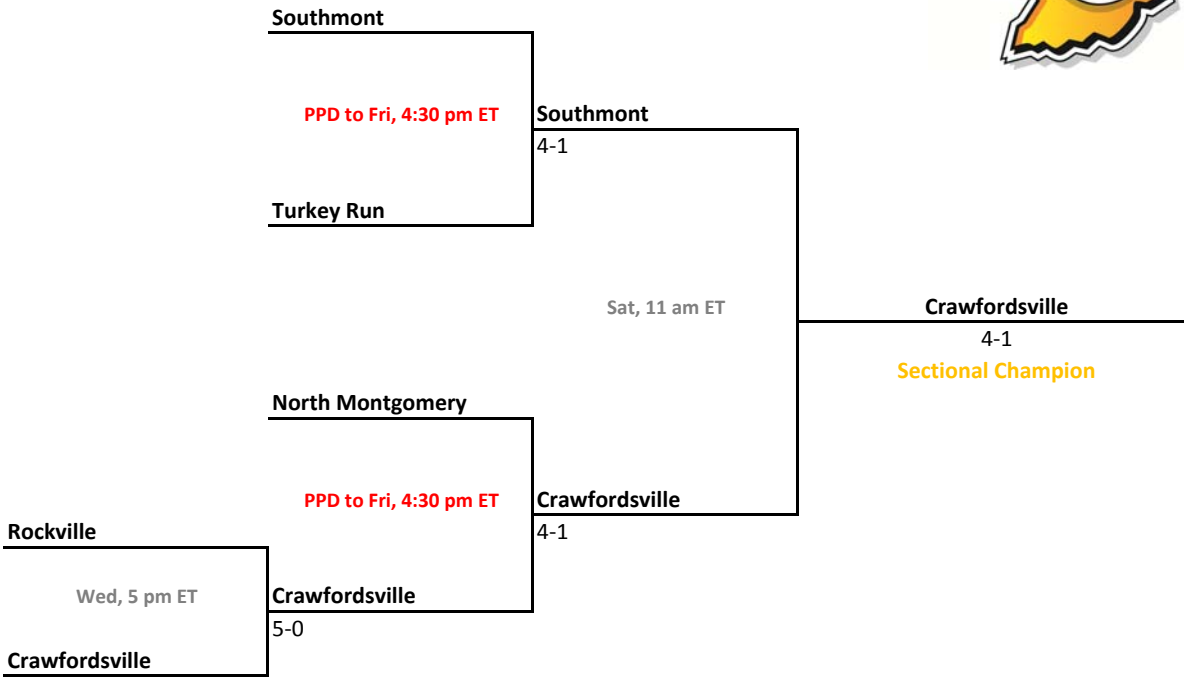 Southmont
PPD to Fri, 4:30 pm ET
Southmont
4-1
Turkey Run
Sat, 11 am ET
Crawfordsville
4-1
Sectional Champion
North Montgomery
PPD to Fri, 4:30 pm ET
Crawfordsville
4-1
Rockville
Wed, 5 pm ET
Crawfordsville
5-0
Crawfordsville